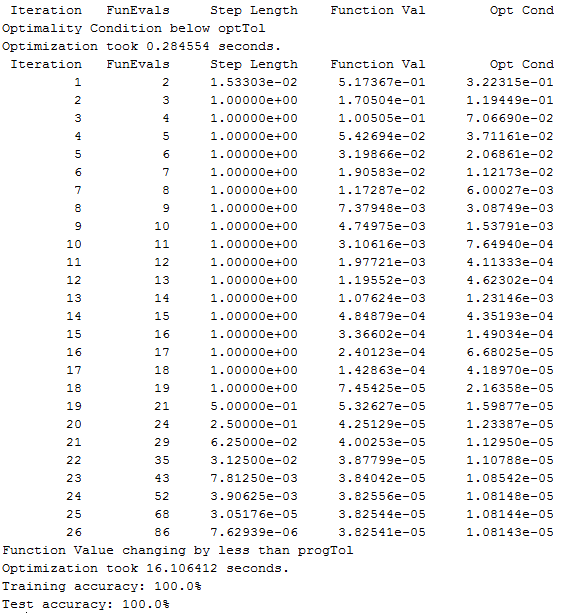 Iteration FunEvals Step Length Function Val Opt Cond
Optimality Condition below optTol
Optimization took 0.284554 seconds.
Iteration FunEvals Step Length Function Val Opt Cond
1 2 1.53303e-02 5.17367e-01 3.22315e-01
2 3 1.00000e+00 1.70504e-01 1.19449e-01
3 4 1.00000e+00 1.00505e-01 7.06690e-02
4 5 1.00000e+00 5.42694e-02 3.71161e-02
5 6 1.00000e+00 3.19866e-02 2.06861e-02
6 7 1.00000e+00 1.90583e-02 1.12173e-02
7 8 1.00000e+00 1.17287e-02 6.00027e-03
8 9 1.00000e+00 7.37948e-03 3.08749e-03
9 10 1.00000e+00 4.74975e-03 1.53791e-03
10 11 1.00000e+00 3.10616e-03 7.64940e-04
11 12 1.00000e+00 1.97721e-03 4.11333e-04
12 13 1.00000e+00 1.19552e-03 4.62302e-04
13 14 1.00000e+00 1.07624e-03 1.23146e-03
14 15 1.00000e+00 4.84879e-04 4.35193e-04
15 16 1.00000e+00 3.36602e-04 1.49034e-04
16 17 1.00000e+00 2.40123e-04 6.68025e-05
17 18 1.00000e+00 1.42863e-04 4.18970e-05
18 19 1.00000e+00 7.45425e-05 2.16358e-05
19 21 5.00000e-01 5.32627e-05 1.59877e-05
20 24 2.50000e-01 4.25129e-05 1.23387e-05
21 29 6.25000e-02 4.00253e-05 1.12950e-05
22 35 3.12500e-02 3.87799e-05 1.10788e-05
23 43 7.81250e-03 3.84042e-05 1.08542e-05
24 52 3.90625e-03 3.82556e-05 1.08148e-05
25 68 3.05176e-05 3.82544e-05 1.08144e-05
26 86 7.62939e-06 3.82541e-05 1.08143e-05
Function Value changing by less than progTol
Optimization took 16.106412 seconds.
Training accuracy: 100.0%
Test accuracy: 100.0%